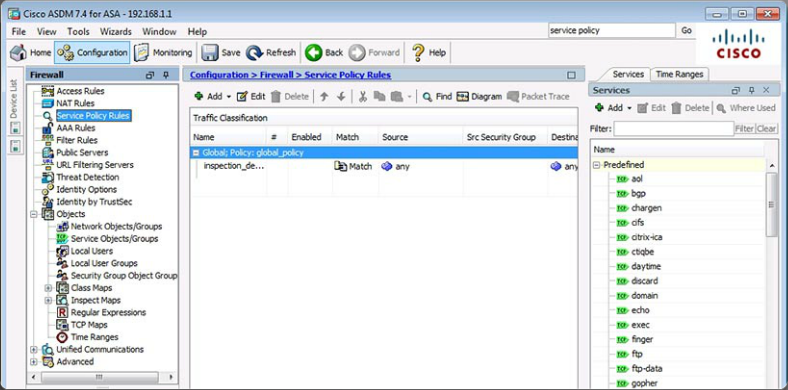 Cisco ASDM 7.4 for ASA - 192.168.1.1
File View Tools Wizards Window Help service policy Go
CISCO
Home Configuration Monitoring Save Refresh Back Forward Help
Device List
Firewall
Access Rules
NAT Rules
Service Policy Rules
AAA Rules
Filter Rules
Public Servers
URL Filtering Servers
Threat Detection
Identity Options
Identity by TrustSec
Objects
Network Objects/Groups
Service Objects/Groups
Local Users
Local User Groups
Security Group Object Group
Class Maps
Inspect Maps
Regular Expressions
TCP Maps
Time Ranges
Unified Communications
Advanced
Configuration > Firewall > Service Policy Rules
Add Edit Delete Find Diagram Packet Trace
Traffic Classification
Name # Enabled Match Source Src Security Group Destina
Global; Policy: global_policy
inspection_de... Match any any
Services Time Ranges
Services
Add Edit Delete Where Used
Filter: Filter Clear
Name
Predefined
aol
bgp
chargen
cifs
citrix-ica
ctiqbe
daytime
discard
domain
echo
exec
finger
ftp
ftp-data
gopher